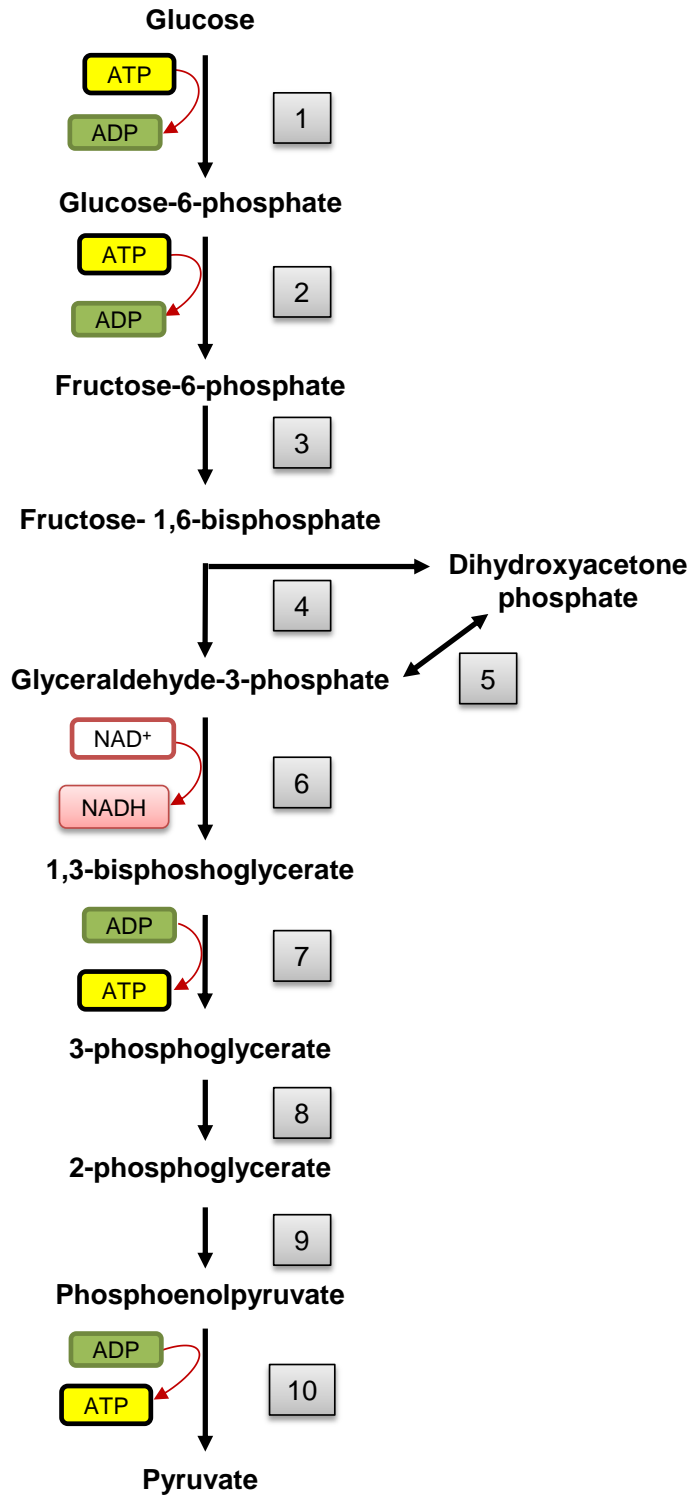 Glucose
ATP
ADP
1
Glucose-6-phosphate
ATP
ADP
2
Fructose-6-phosphate
3
Fructose- 1,6-bisphosphate
Dihydroxyacetone
phosphate
4
Glyceraldehyde-3-phosphate
5
NAD⁺
NADH
6
1,3-bisphoshoglycerate
ADP
ATP
7
3-phosphoglycerate
8
2-phosphoglycerate
9
Phosphoenolpyruvate
ADP
ATP
10
Pyruvate